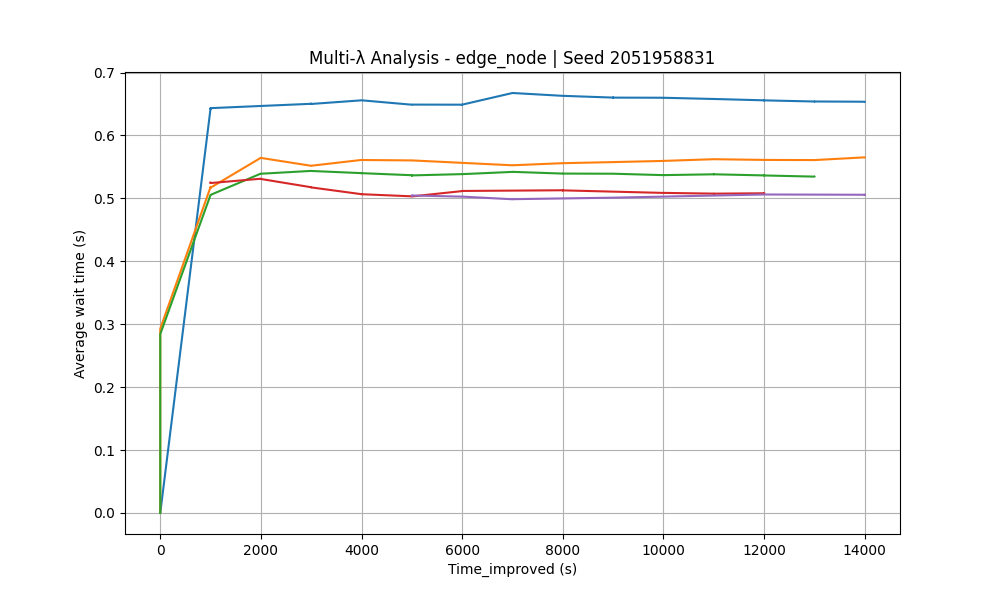 Multi-λ Analysis - edge_node | Seed 2051958831
0.7
0.6
0.5
0.4
0.3
0.2
0.1
0.0
Average wait time (s)
0 2000 4000 6000 8000 10000 12000 14000
Time_improved (s)